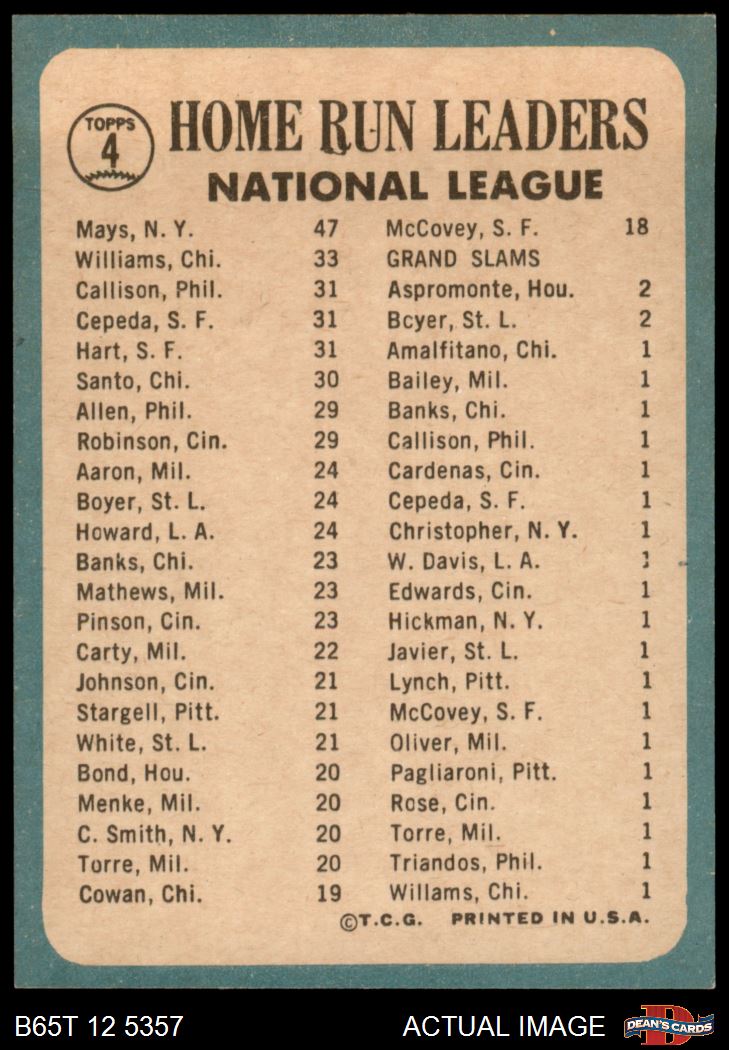 TOPPS
4
HOME RUN LEADERS
NATIONAL LEAGUE
Mays, N. Y. 47
Williams, Chi. 33
Callison, Phil. 31
Cepeda, S. F. 31
Hart, S. F. 31
Santo, Chi. 30
Allen, Phil. 29
Robinson, Cin. 29
Aaron, Mil. 24
Boyer, St. L. 24
Howard, L. A. 24
Banks, Chi. 23
Mathews, Mil. 23
Pinson, Cin. 23
Carty, Mil. 22
Johnson, Cin. 21
Stargell, Pitt. 21
White, St. L. 21
Bond, Hou. 20
Menke, Mil. 20
C. Smith, N. Y. 20
Torre, Mil. 20
Cowan, Chi. 19
McCovey, S. F. 18
GRAND SLAMS
Aspromonte, Hou. 2
Boyer, St. L. 2
Amalfitano, Chi. 1
Bailey, Mil. 1
Banks, Chi. 1
Callison, Phil. 1
Cardenas, Cin. 1
Cepeda, S. F. 1
Christopher, N. Y. 1
W. Davis, L. A. 1
Edwards, Cin. 1
Hickman, N. Y. 1
Javier, St. L. 1
Lynch, Pitt. 1
McCovey, S. F. 1
Oliver, Mil. 1
Pagliaroni, Pitt. 1
Rose, Cin. 1
Torre, Mil. 1
Triandos, Phil. 1
Willams, Chi. 1
©T.C.G. PRINTED IN U.S.A.
B65T 12 5357
ACTUAL IMAGE
D
DEAN'S CARDS